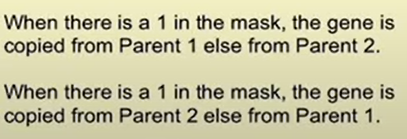 When there is a 1 in the mask, the gene is
copied from Parent 1 else from Parent 2.
When there is a 1 in the mask, the gene is
copied from Parent 2 else from Parent 1.